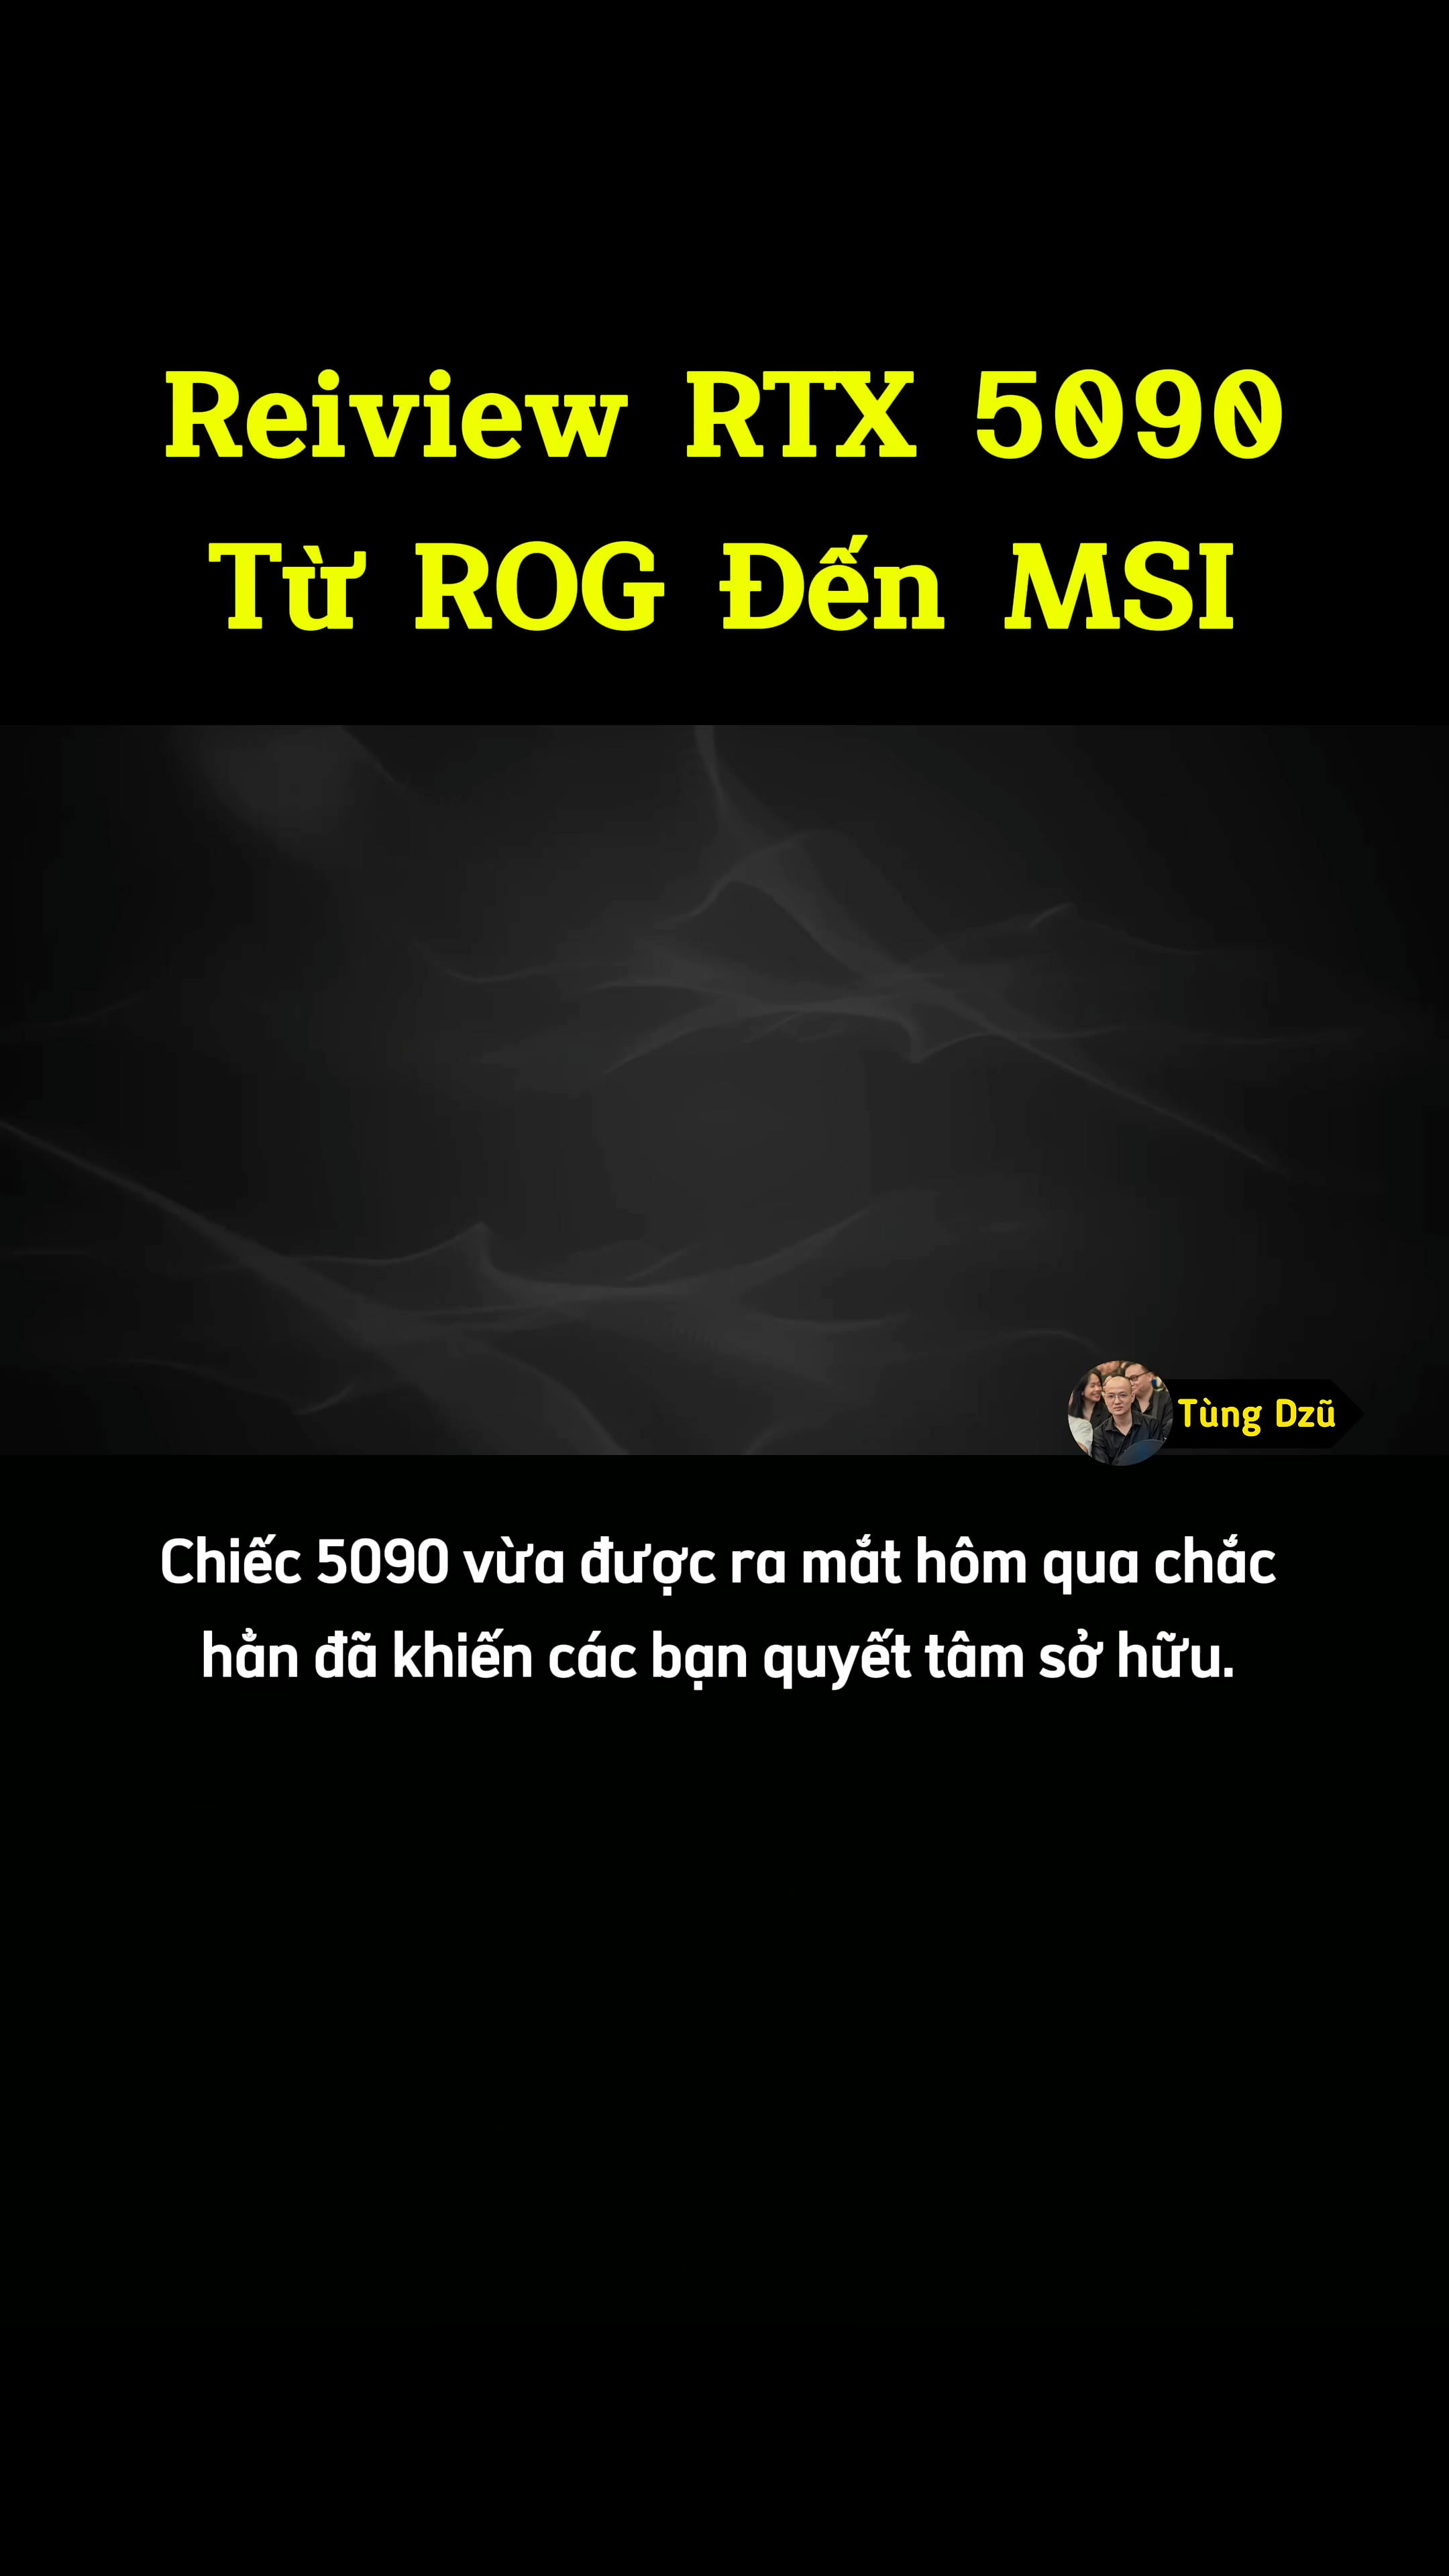 Reiview RTX 5090
Từ ROG Đến MSI
Tùng Dzũ
Chiếc 5090 vừa được ra mắt hôm qua chắc
hẳn đã khiến các bạn quyết tâm sở hữu.